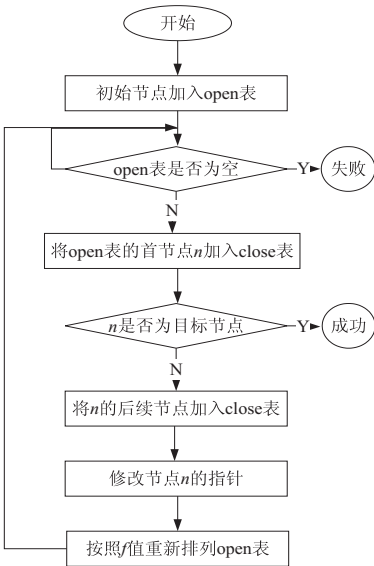 开始
初始节点加入open表
open表是否为空
Y
失败
N
将open表的首节点n加入close表
n是否为目标节点
Y
成功
N
将n的后续节点加入close表
修改节点n的指针
按照f值重新排列open表